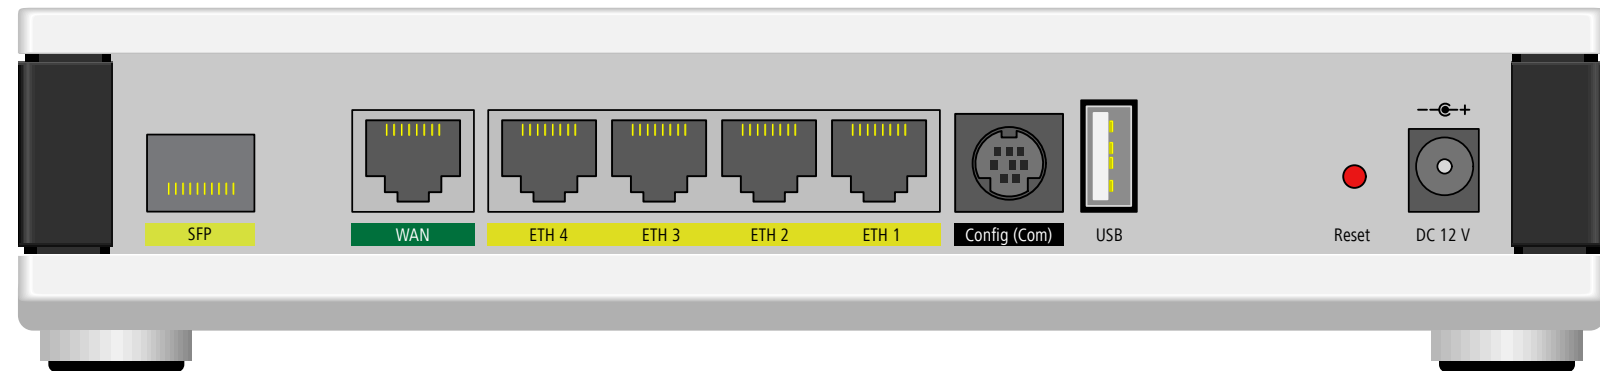 SFP
WAN
ETH 4
ETH 3
ETH 2
ETH 1
Config (Com)
USB
Reset
DC 12 V